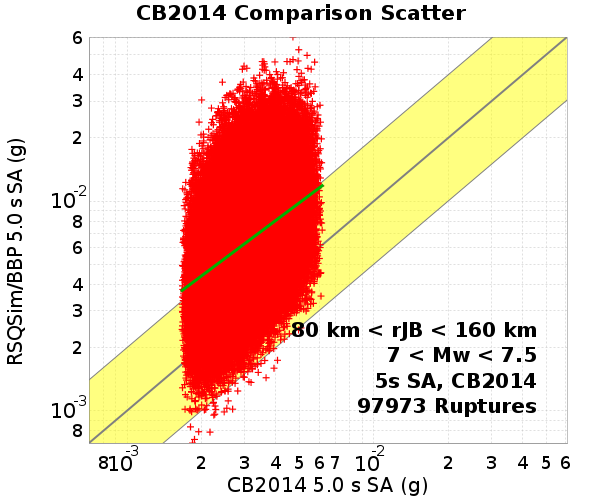 CB2014 Comparison Scatter
RSQSim/BBP 5.0 s SA (g)
6
4
3
2
10⁻²
8
6
4
3
2
10⁻³
8
80 km < rJB < 160 km
7 < Mw < 7.5
5s SA, CB2014
97973 Ruptures
8 10⁻³ 2 3 4 5 6 7 10⁻² 2 3 4 5 6
CB2014 5.0 s SA (g)